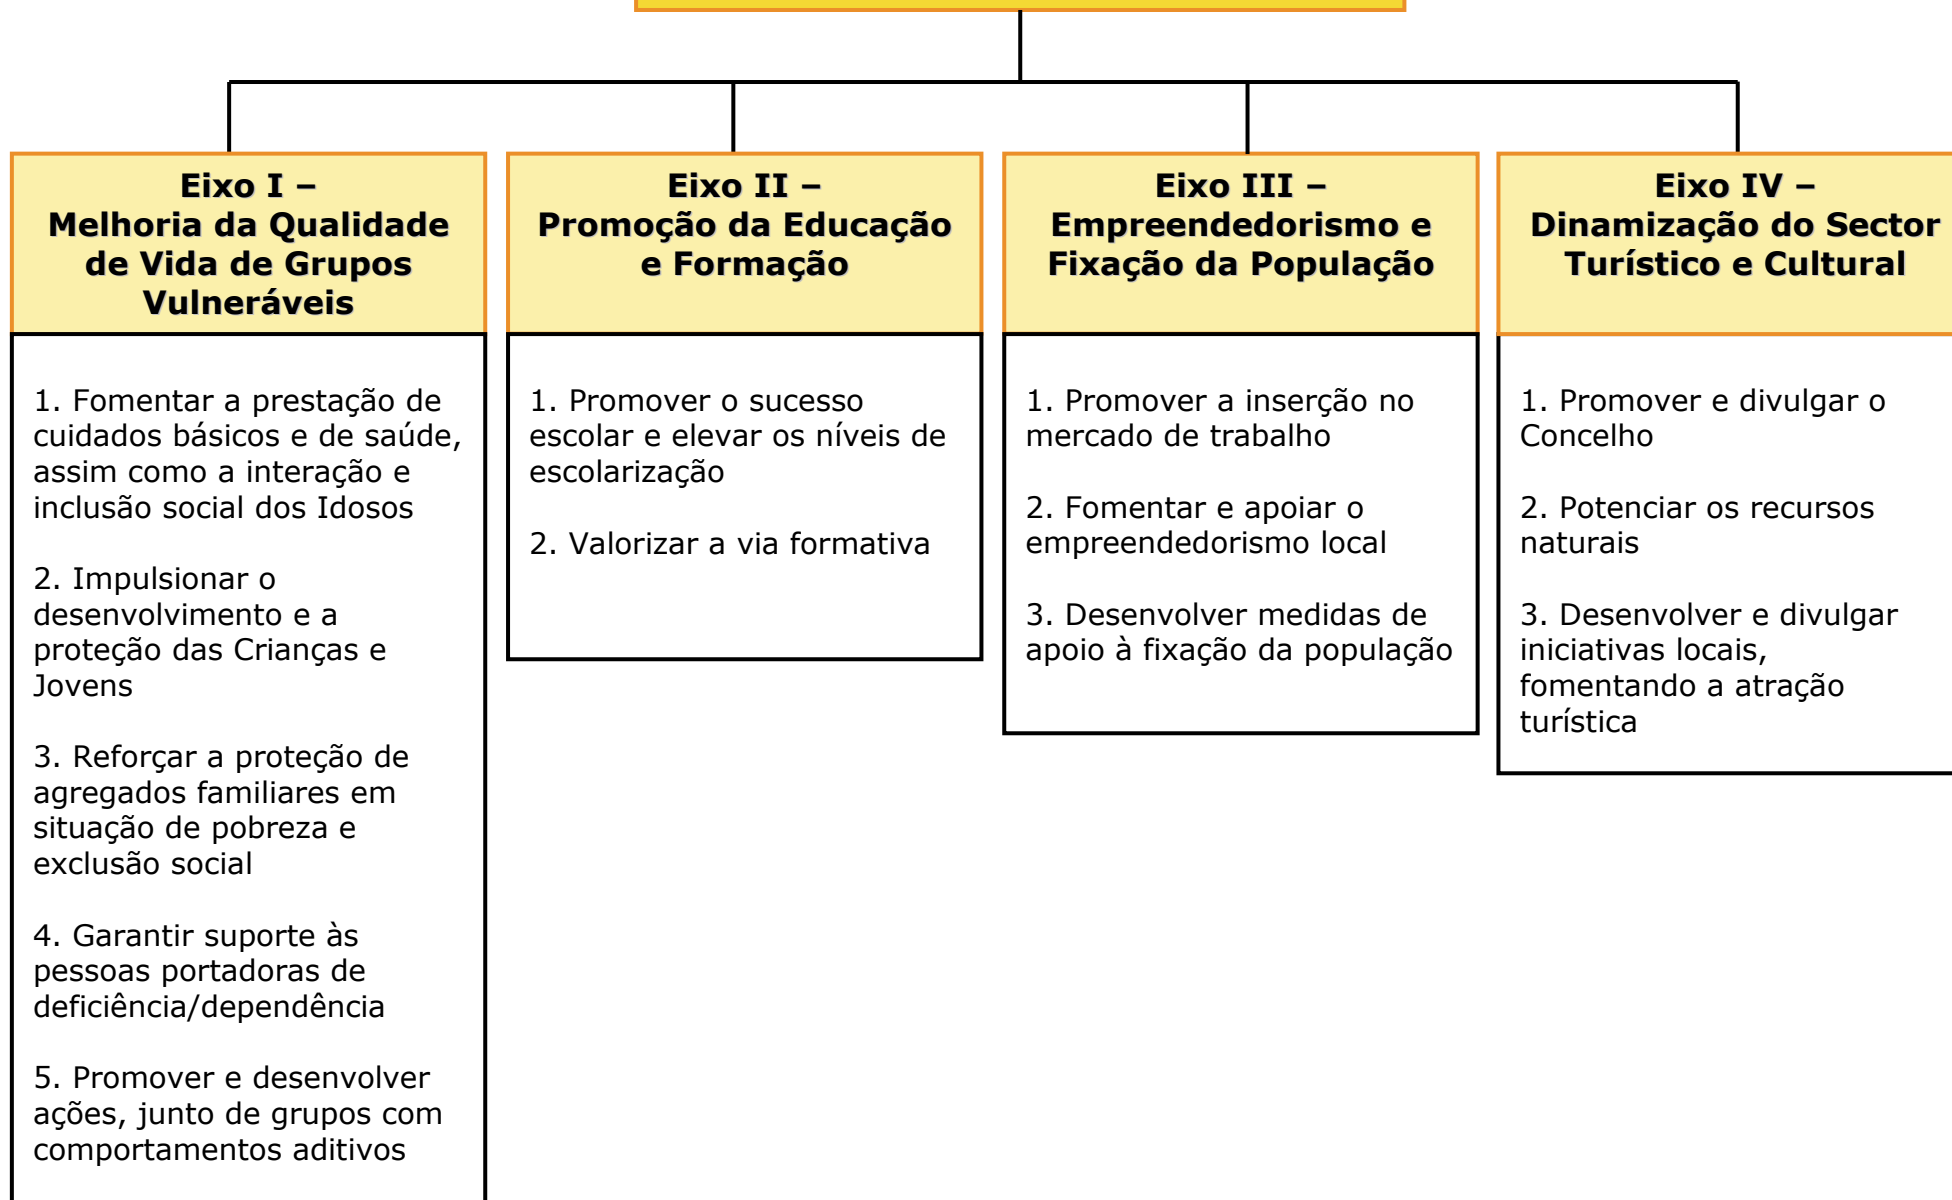 Eixo I –
Melhoria da Qualidade
de Vida de Grupos
Vulneráveis
1. Fomentar a prestação de
cuidados básicos e de saúde,
assim como a interação e
inclusão social dos Idosos
2. Impulsionar o
desenvolvimento e a
proteção das Crianças e
Jovens
3. Reforçar a proteção de
agregados familiares em
situação de pobreza e
exclusão social
4. Garantir suporte às
pessoas portadoras de
deficiência/dependência
5. Promover e desenvolver
ações, junto de grupos com
comportamentos aditivos
Eixo II –
Promoção da Educação
e Formação
1. Promover o sucesso
escolar e elevar os níveis de
escolarização
2. Valorizar a via formativa
Eixo III –
Empreendedorismo e
Fixação da População
1. Promover a inserção no
mercado de trabalho
2. Fomentar e apoiar o
empreendedorismo local
3. Desenvolver medidas de
apoio à fixação da população
Eixo IV –
Dinamização do Sector
Turístico e Cultural
1. Promover e divulgar o
Concelho
2. Potenciar os recursos
naturais
3. Desenvolver e divulgar
iniciativas locais,
fomentando a atração
turística